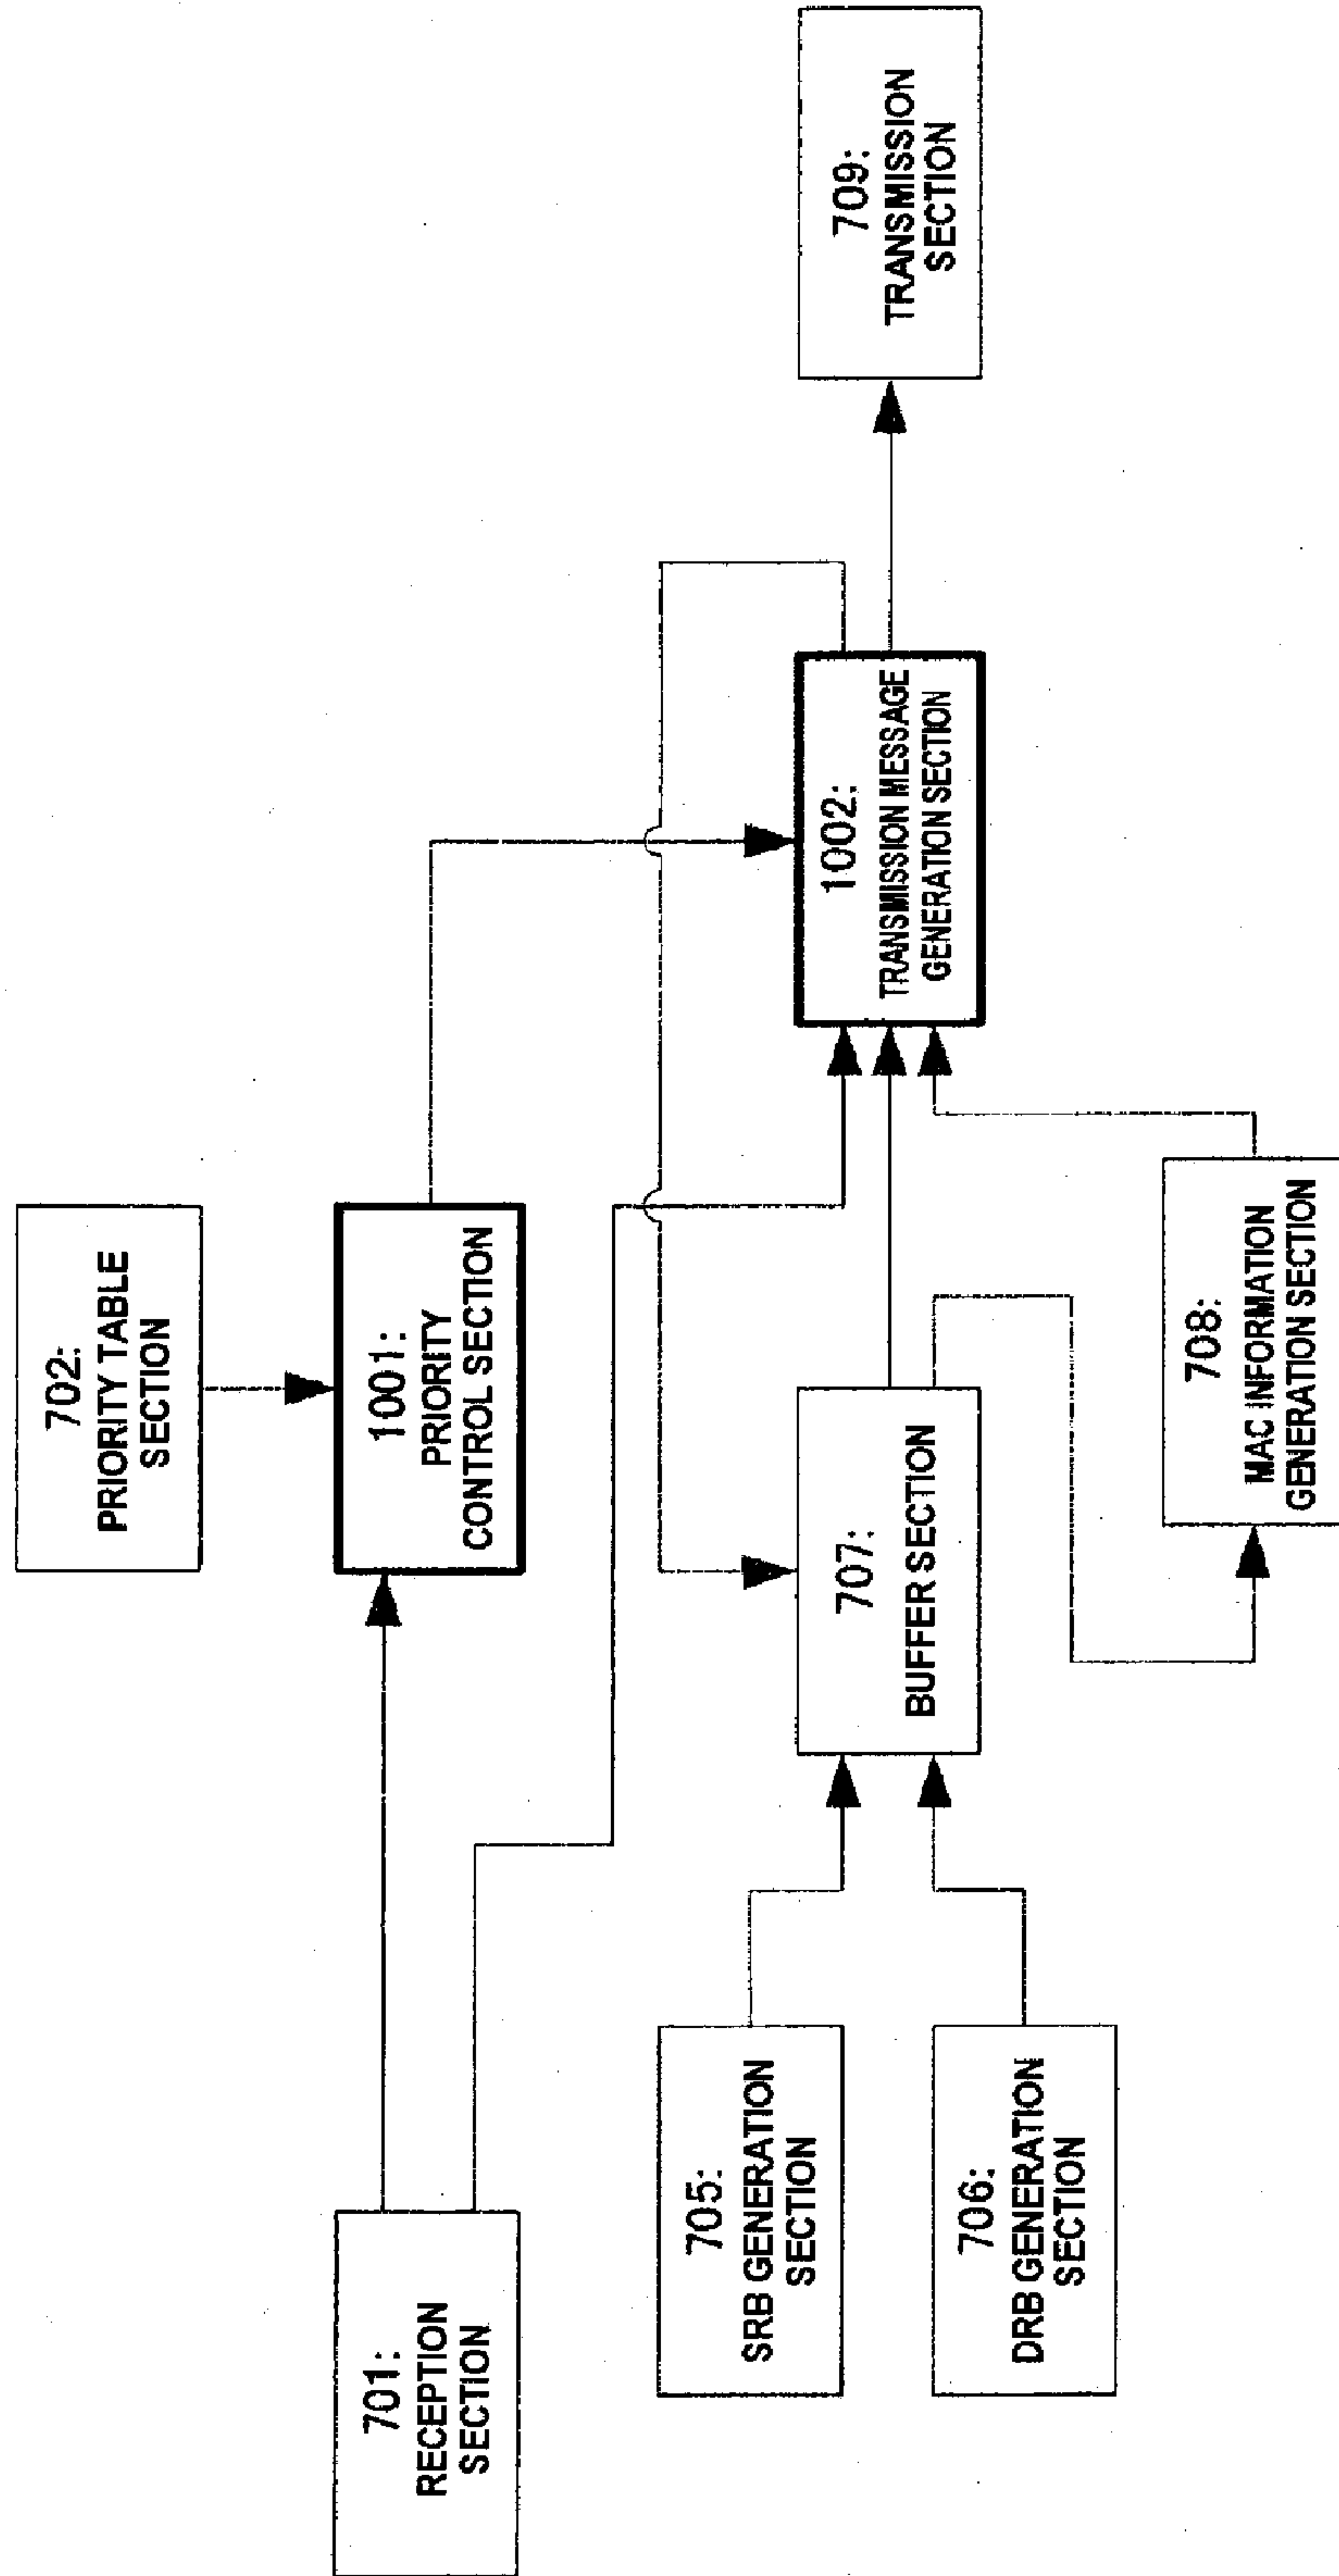 702:
PRIORITY TABLE
SECTION
701:
RECEPTION
SECTION
1001:
PRIORITY
CONTROL SECTION
705:
SRB GENERATION
SECTION
706:
DRB GENERATION
SECTION
707:
BUFFER SECTION
1002:
TRANSMISSION MESSAGE
GENERATION SECTION
709:
TRANSMISSION
SECTION
708:
MAC INFORMATION
GENERATION SECTION